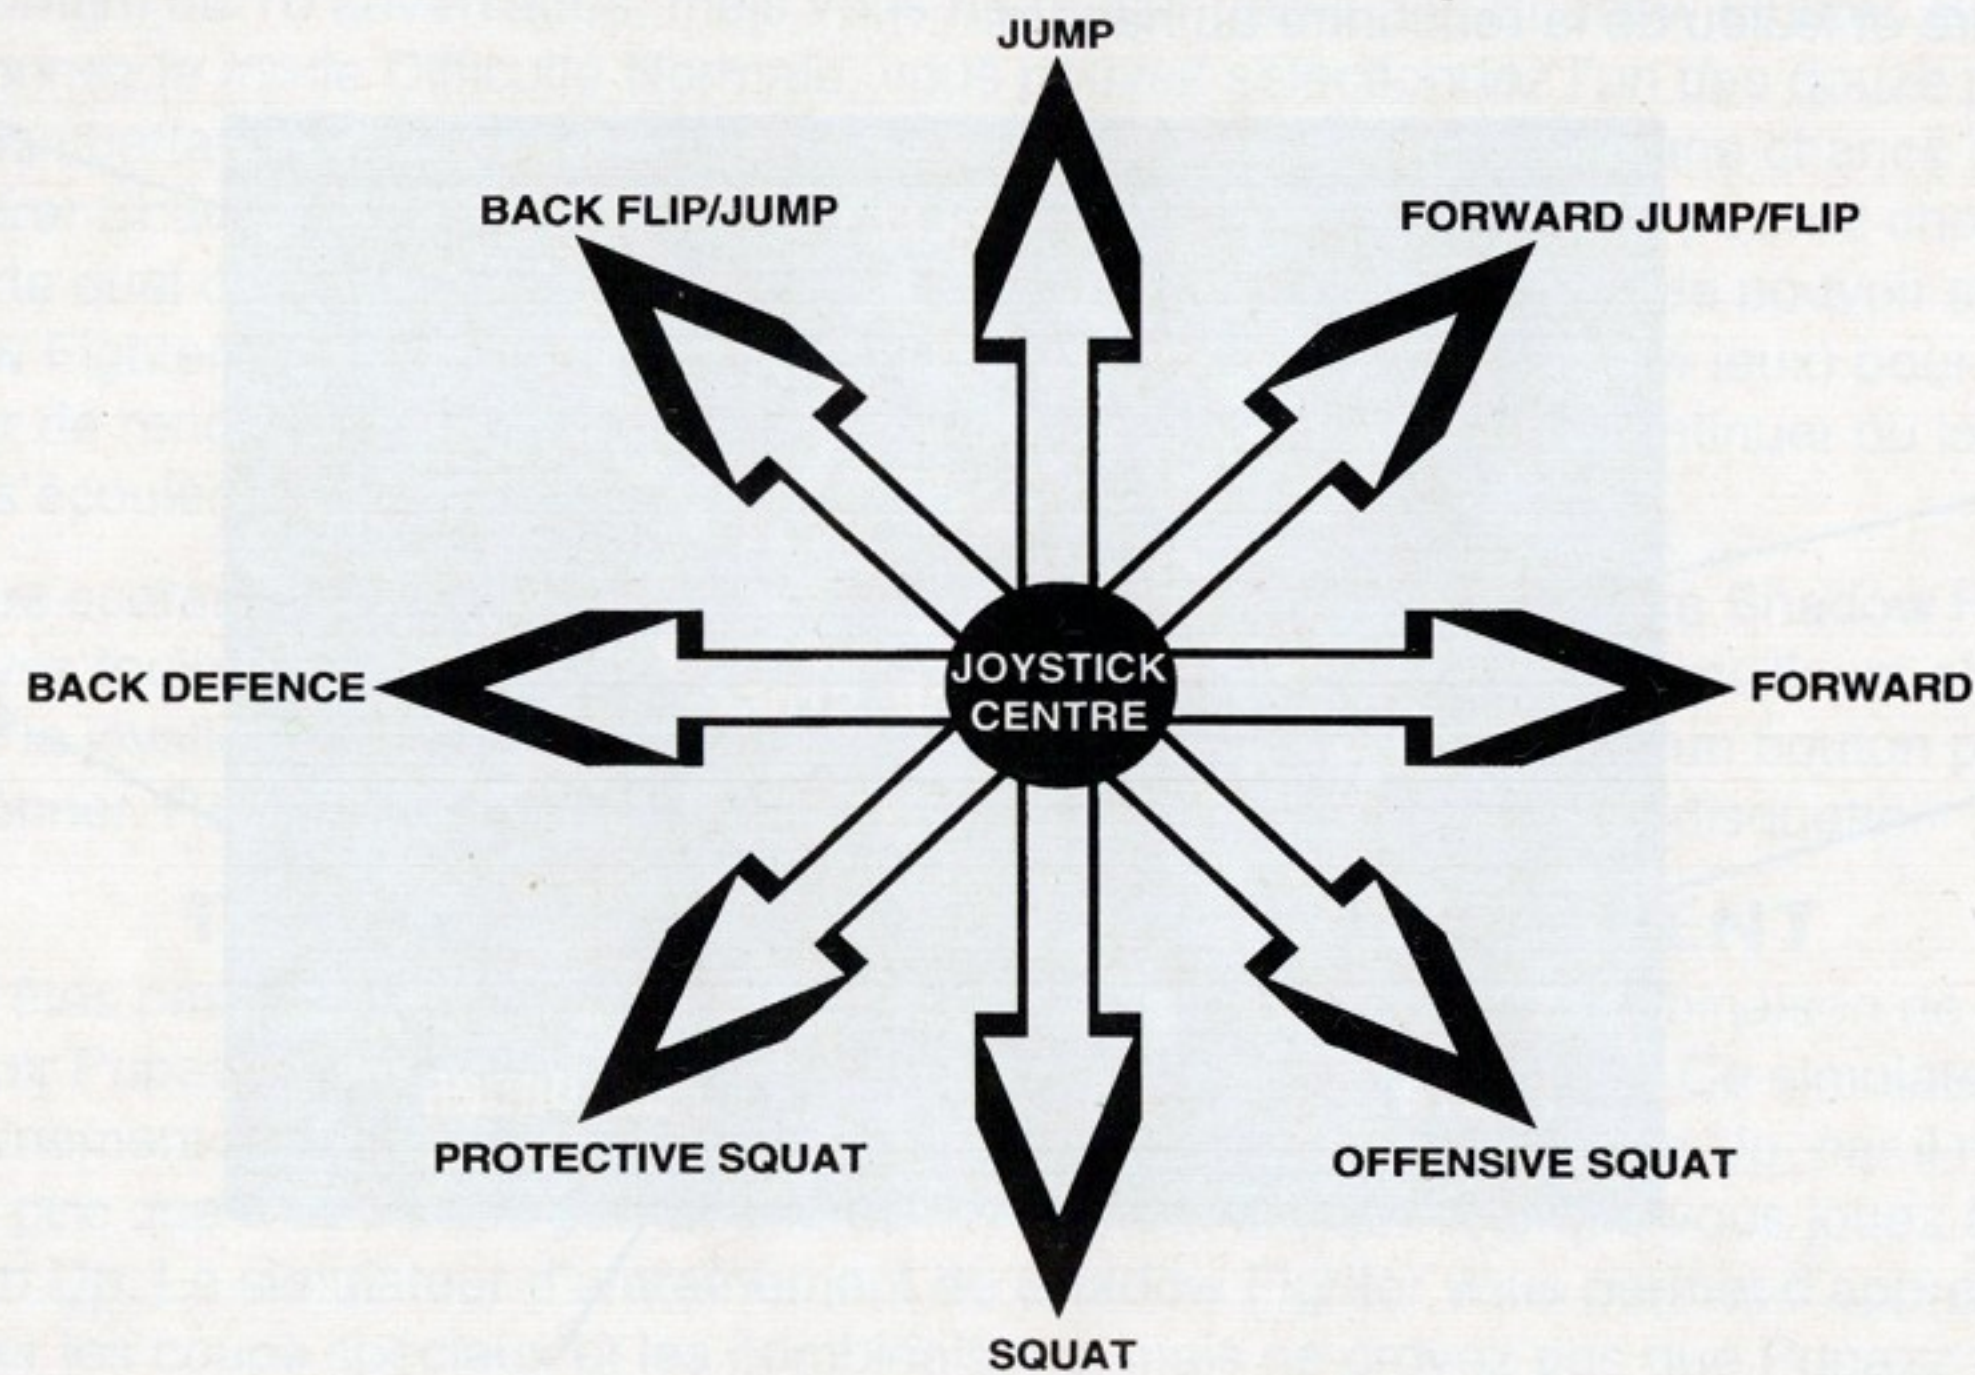 JUMP
BACK FLIP/JUMP
FORWARD JUMP/FLIP
BACK DEFENCE
JOYSTICK
CENTRE
FORWARD
PROTECTIVE SQUAT
OFFENSIVE SQUAT
SQUAT